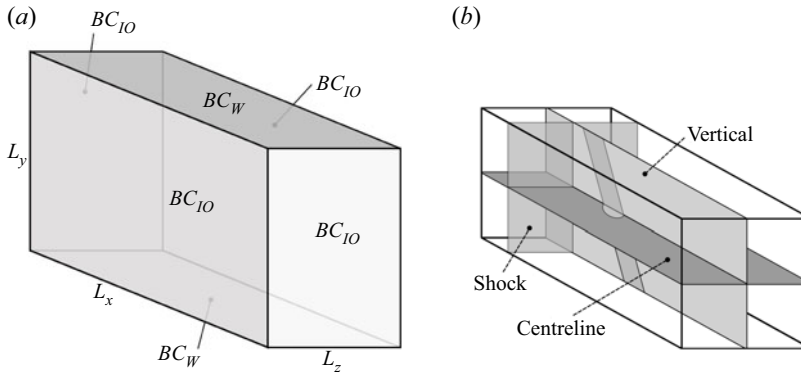 (a)
BC_IO
BC_IO
BC_W
L_y
BC_IO
BC_IO
L_x
BC_W
L_z
(b)
Vertical
Shock
Centreline